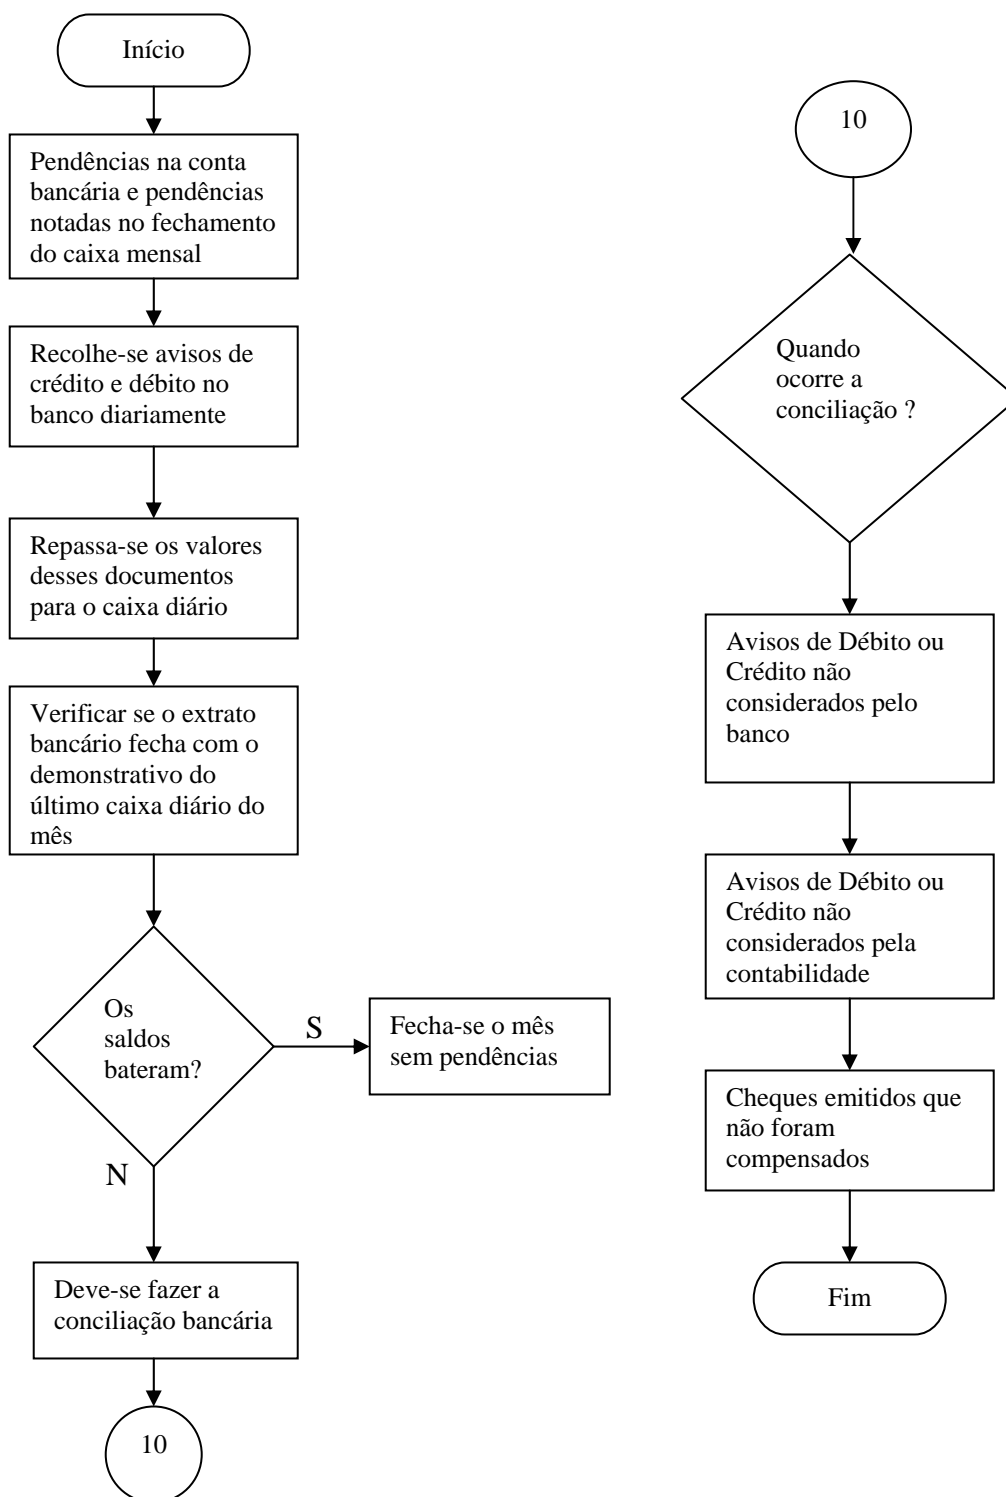 Início
Pendências na conta
bancária e pendências
notadas no fechamento
do caixa mensal
Recolhe-se avisos de
crédito e débito no
banco diariamente
Repassa-se os valores
desses documentos
para o caixa diário
Verificar se o extrato
bancário fecha com o
demonstrativo do
último caixa diário do
mês
Os
saldos
bateram?
S
Fecha-se o mês
sem pendências
N
Deve-se fazer a
conciliação bancária
10
10
Quando
ocorre a
conciliação ?
Avisos de Débito ou
Crédito não
considerados pelo
banco
Avisos de Débito ou
Crédito não
considerados pela
contabilidade
Cheques emitidos que
não foram
compensados
Fim